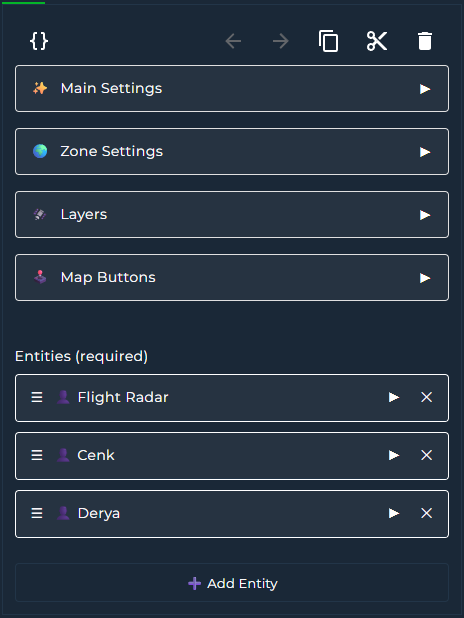 {}
Main Settings
Zone Settings
Layers
Map Buttons
Entities (required)
Flight Radar
Cenk
Derya
Add Entity